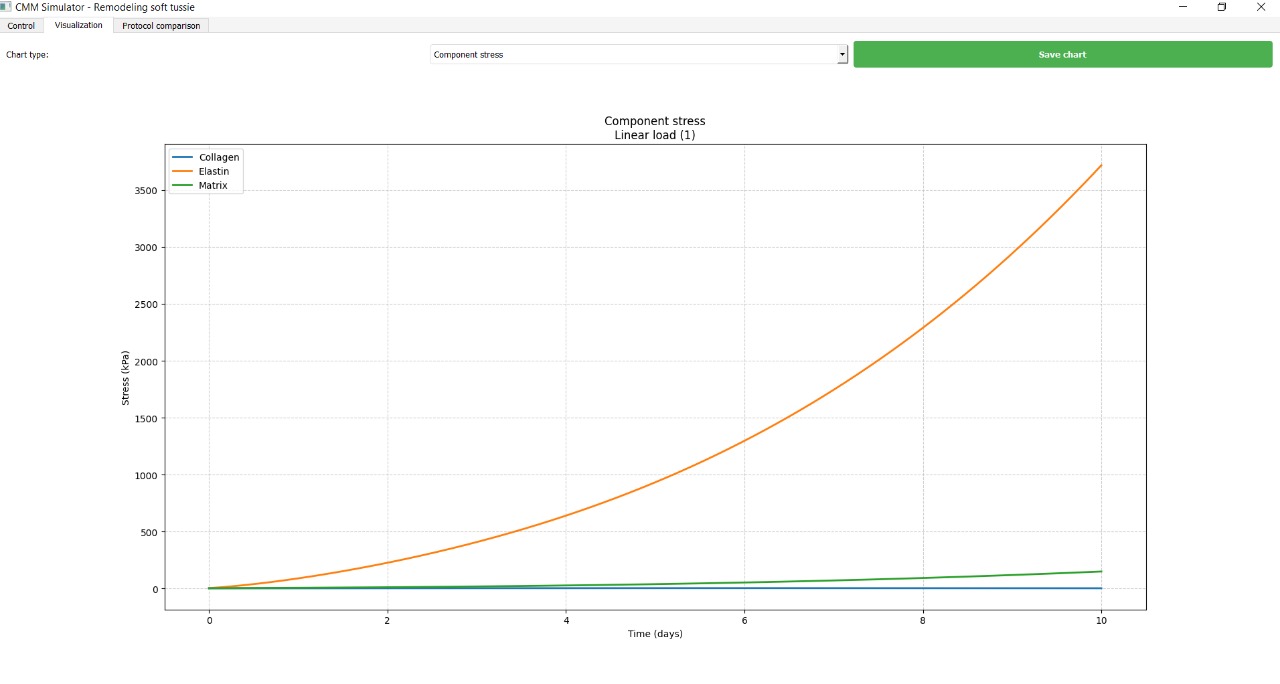 CMM Simulator - Remodeling soft tussie
Control
Visualization
Protocol comparison
Chart type:
Component stress
Save chart
Component stress
Linear load (1)
Collagen
Elastin
Matrix
3500
3000
2500
2000
1500
1000
500
0
Stress (kPa)
0
2
4
6
8
10
Time (days)